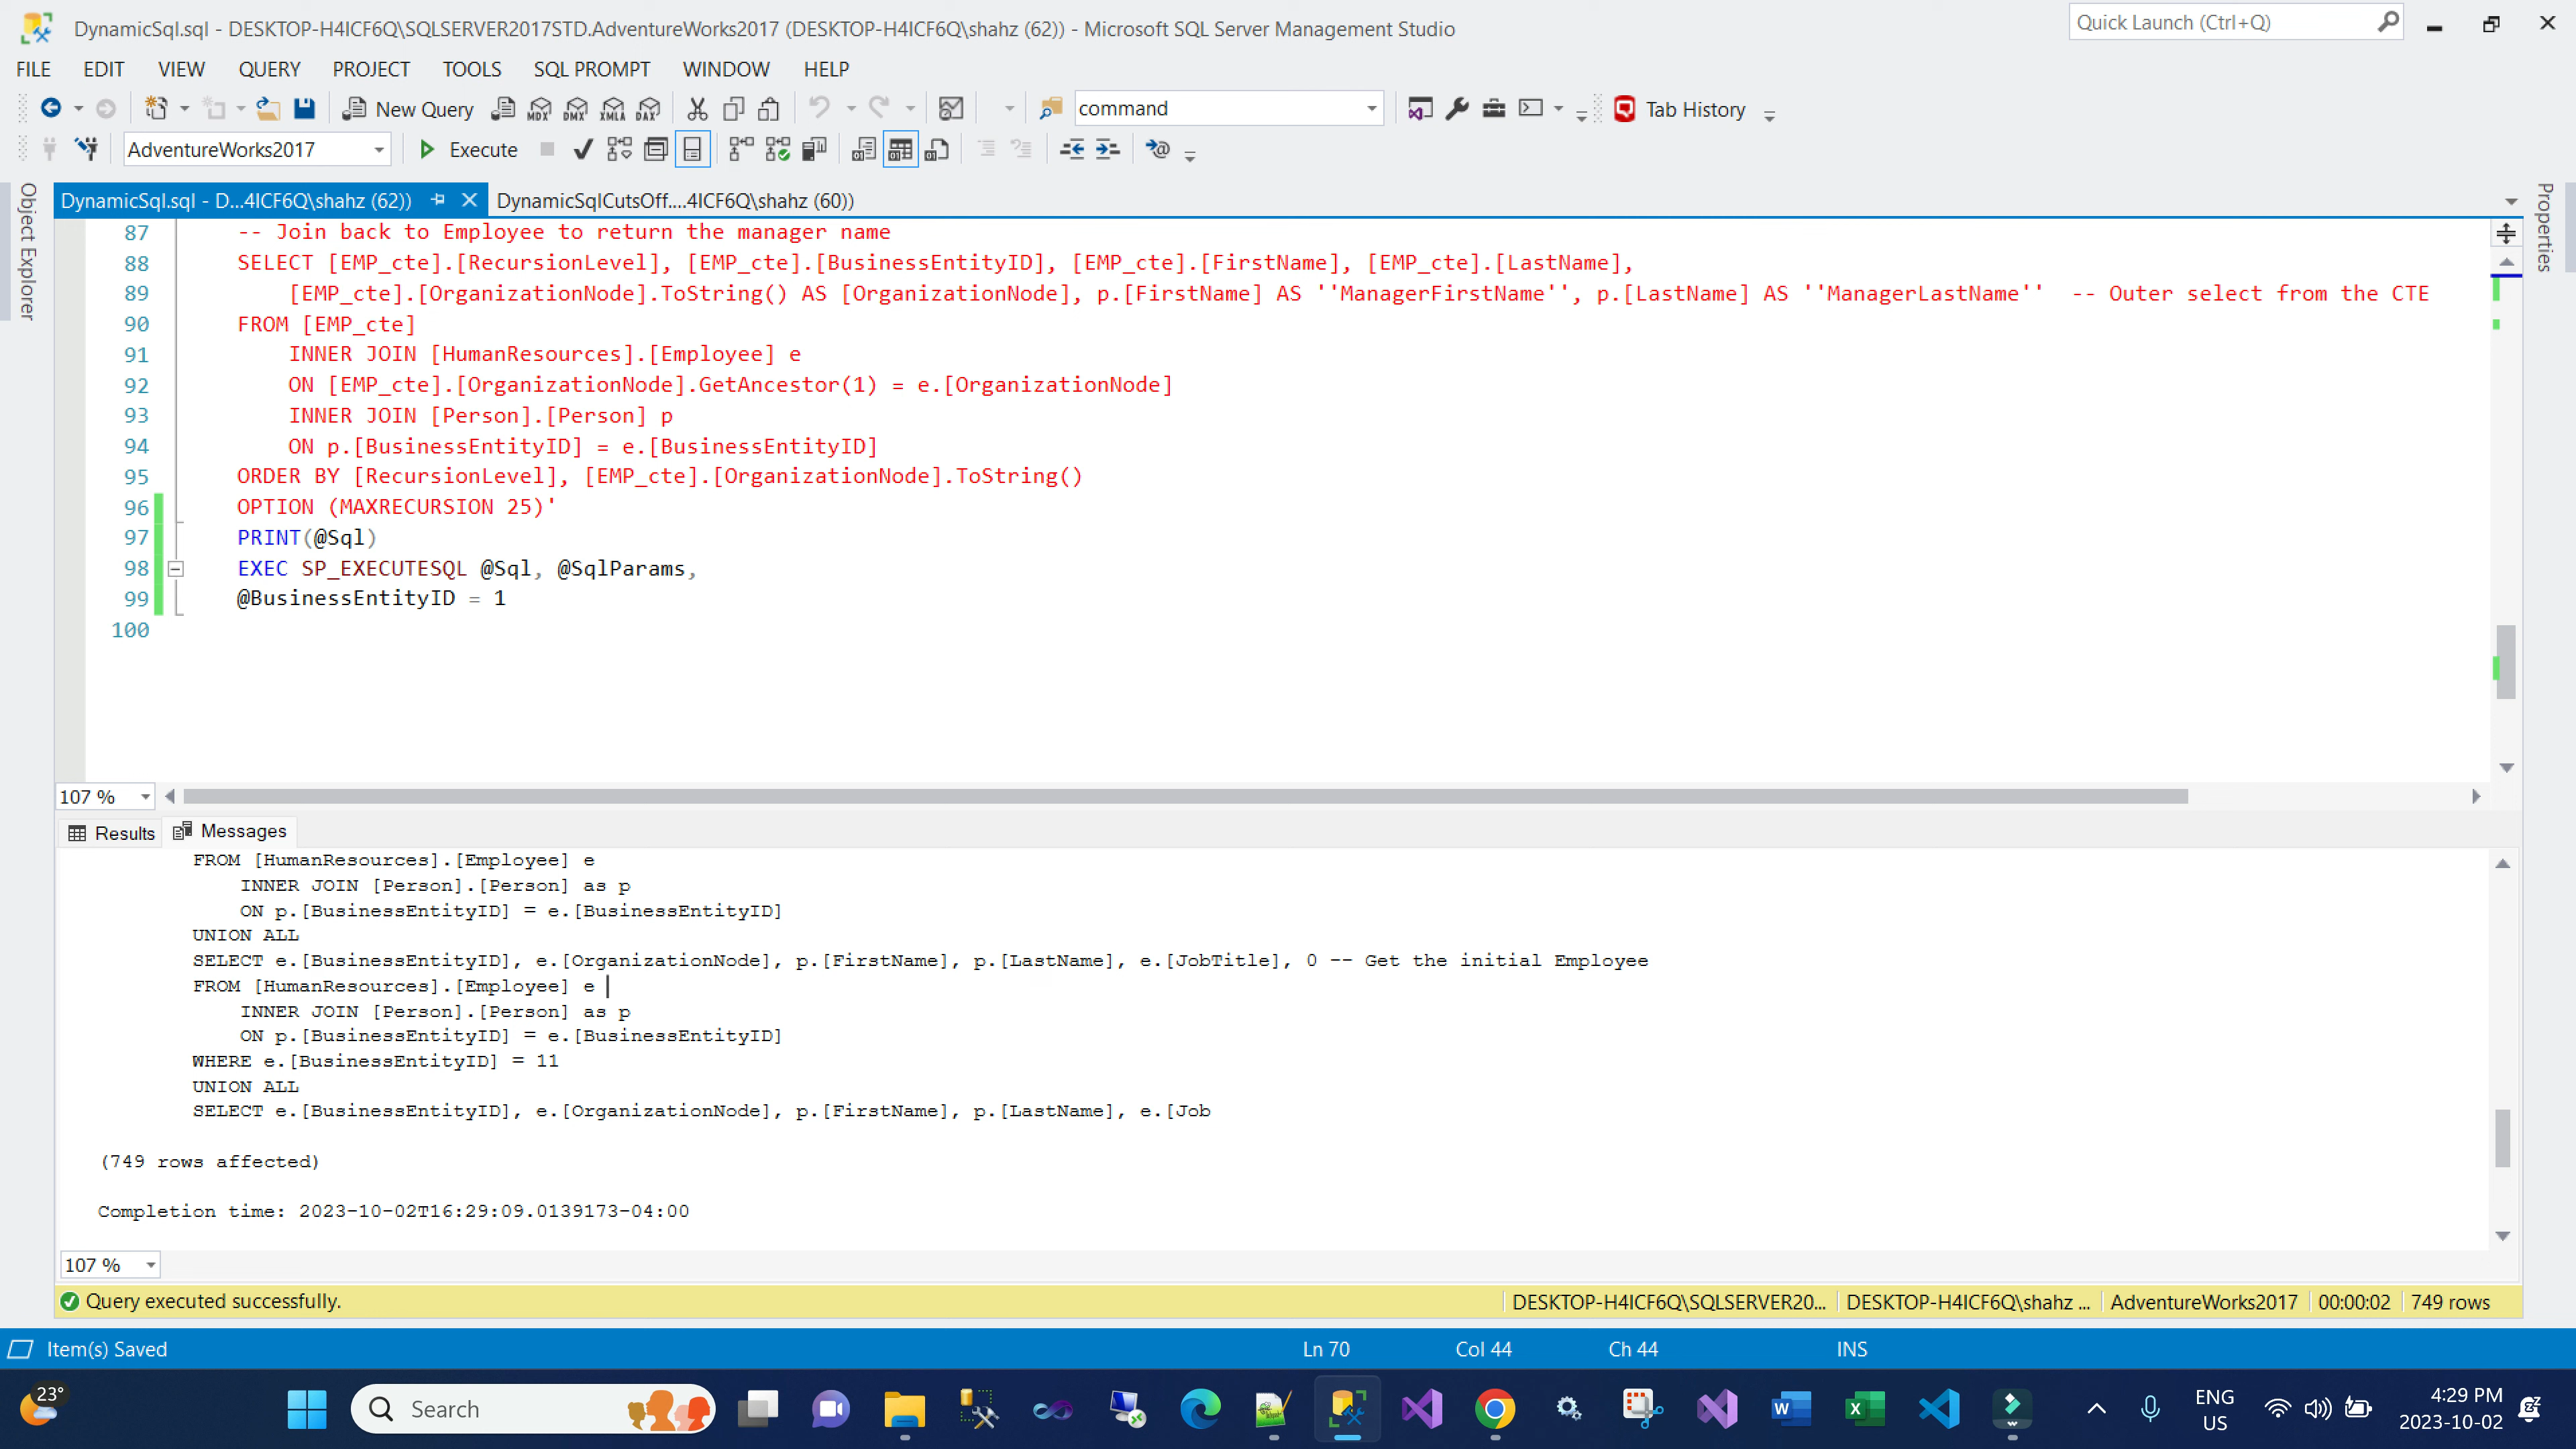 DynamicSql.sql - DESKTOP-H4ICF6Q\SQLSERVER2017STD.AdventureWorks2017 (DESKTOP-H4ICF6Q\shahz (62)) - Microsoft SQL Server Management Studio
Quick Launch (Ctrl+Q)
FILE EDIT VIEW QUERY PROJECT TOOLS SQL PROMPT WINDOW HELP
New Query MDX DMX XMLA DAX command Tab History
AdventureWorks2017 Execute
DynamicSql.sql - D...4ICF6Q\shahz (62)) DynamicSqlCutsOff....4ICF6Q\shahz (60))
Object Explorer
Properties
87 -- Join back to Employee to return the manager name
88 SELECT [EMP_cte].[RecursionLevel], [EMP_cte].[BusinessEntityID], [EMP_cte].[FirstName], [EMP_cte].[LastName],
89 [EMP_cte].[OrganizationNode].ToString() AS [OrganizationNode], p.[FirstName] AS ''ManagerFirstName'', p.[LastName] AS ''ManagerLastName''  -- Outer select from the CTE
90 FROM [EMP_cte]
91 INNER JOIN [HumanResources].[Employee] e
92 ON [EMP_cte].[OrganizationNode].GetAncestor(1) = e.[OrganizationNode]
93 INNER JOIN [Person].[Person] p
94 ON p.[BusinessEntityID] = e.[BusinessEntityID]
95 ORDER BY [RecursionLevel], [EMP_cte].[OrganizationNode].ToString()
96 OPTION (MAXRECURSION 25)'
97 PRINT(@Sql)
98 EXEC SP_EXECUTESQL @Sql, @SqlParams,
99 @BusinessEntityID = 1
100
107 %
Results Messages
FROM [HumanResources].[Employee] e
INNER JOIN [Person].[Person] as p
ON p.[BusinessEntityID] = e.[BusinessEntityID]
UNION ALL
SELECT e.[BusinessEntityID], e.[OrganizationNode], p.[FirstName], p.[LastName], e.[JobTitle], 0 -- Get the initial Employee
FROM [HumanResources].[Employee] e
INNER JOIN [Person].[Person] as p
ON p.[BusinessEntityID] = e.[BusinessEntityID]
WHERE e.[BusinessEntityID] = 11
UNION ALL
SELECT e.[BusinessEntityID], e.[OrganizationNode], p.[FirstName], p.[LastName], e.[Job
(749 rows affected)
Completion time: 2023-10-02T16:29:09.0139173-04:00
107 %
Query executed successfully. DESKTOP-H4ICF6Q\SQLSERVER20... DESKTOP-H4ICF6Q\shahz ... AdventureWorks2017 00:00:02 749 rows
Item(s) Saved Ln 70 Col 44 Ch 44 INS
23° Search ENG US 4:29 PM 2023-10-02